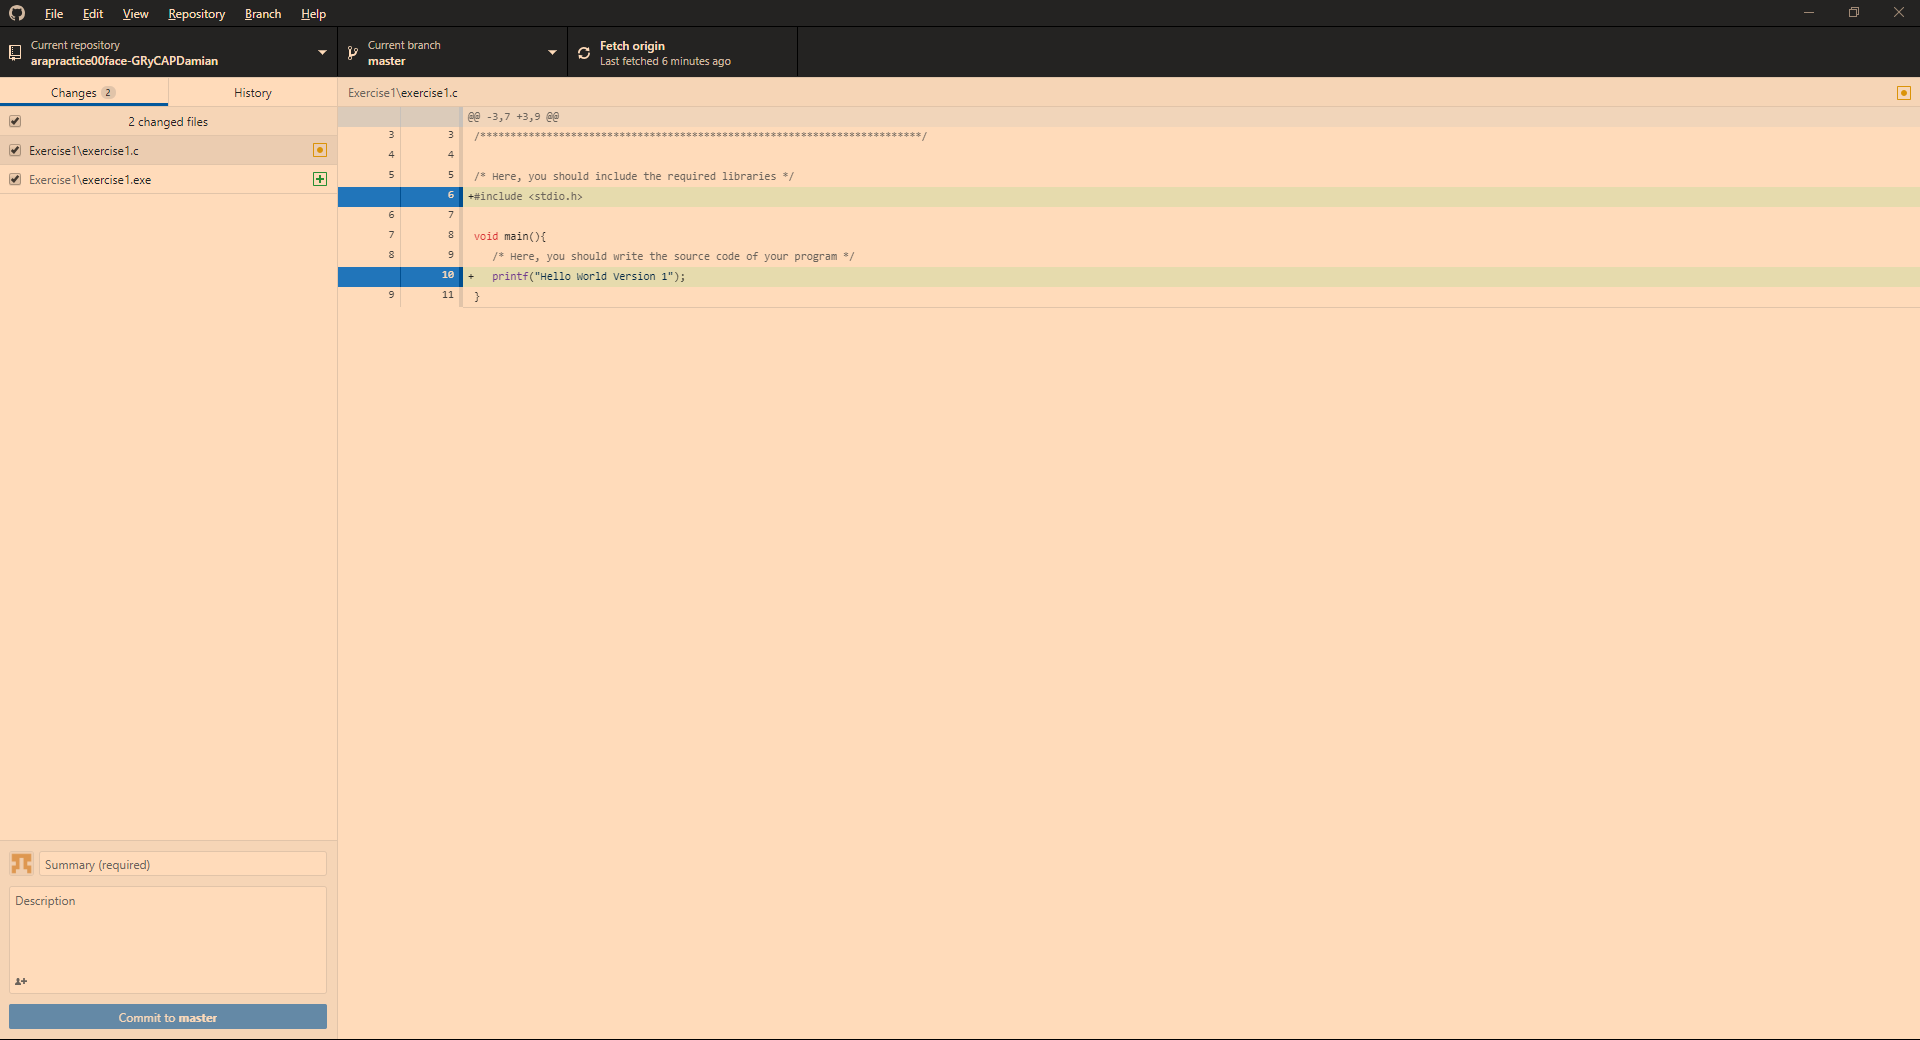 File Edit View Repository Branch Help
Current repository
arapractice00face-GRyCAPDamian
Current branch
master
Fetch origin
Last fetched 6 minutes ago
Changes 2 History
2 changed files
Exercise1\exercise1.c
Exercise1\exercise1.exe
Summary (required)
Description
Commit to master
Exercise1\exercise1.c
@@ -3,7 +3,9 @@
3 3 /*************************************************************************/
4 4
5 5 /* Here, you should include the required libraries */
6 +#include <stdio.h>
6 7
7 8 void main(){
8 9 /* Here, you should write the source code of your program */
10 + printf("Hello World Version 1");
9 11 }